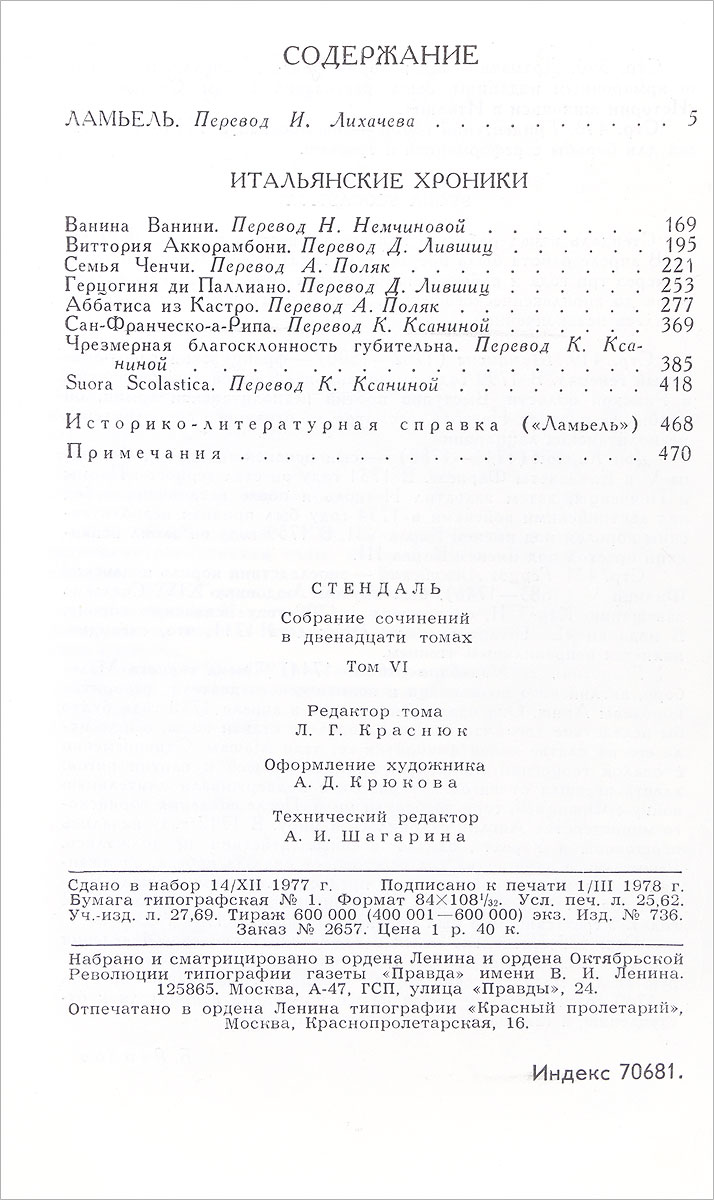 СОДЕРЖАНИЕ
ЛАМЬЕЛЬ. Перевод И. Лихачева . . . . . . . . . . . 5
ИТАЛЬЯНСКИЕ ХРОНИКИ
Ванина Ванини. Перевод Н. Немчиновой . . . . . . . 169
Виттория Аккорамбони. Перевод Д. Лившиц . . . . . . 195
Семья Ченчи. Перевод А. Поляк . . . . . . . . . . 221
Герцогиня ди Паллиано. Перевод Д. Лившиц . . . . . . 253
Аббатиса из Кастро. Перевод А. Поляк . . . . . . . . 277
Сан-Франческо-а-Рипа. Перевод К. Ксаниной . . . . . . 369
Чрезмерная благосклонность губительна. Перевод К. Кса-
ниной . . . . . . . . . . . . . . . . 385
Suora Scolastica. Перевод К. Ксаниной . . . . . . . . 418
Историко-литературная справка («Ламьель») 468
Примечания . . . . . . . . . . . . . . . . 470
СТЕНДАЛЬ
Собрание сочинений
в двенадцати томах
Том VI
Редактор тома
Л. Г. Краснюк
Оформление художника
А. Д. Крюкова
Технический редактор
А. И. Шагарина
Сдано в набор 14/XII 1977 г. Подписано к печати 1/III 1978 г.
Бумага типографская № 1. Формат 84×108¹/₃₂. Усл. печ. л. 25,62.
Уч.-изд. л. 27,69. Тираж 600 000 (400 001—600 000) экз. Изд. № 736.
Заказ № 2657. Цена 1 р. 40 к.
Набрано и сматрицировано в ордена Ленина и ордена Октябрьской
Революции типографии газеты «Правда» имени В. И. Ленина.
125865. Москва, А-47, ГСП, улица «Правды», 24.
Отпечатано в ордена Ленина типографии «Красный пролетарий»,
Москва, Краснопролетарская, 16.
Индекс 70681.